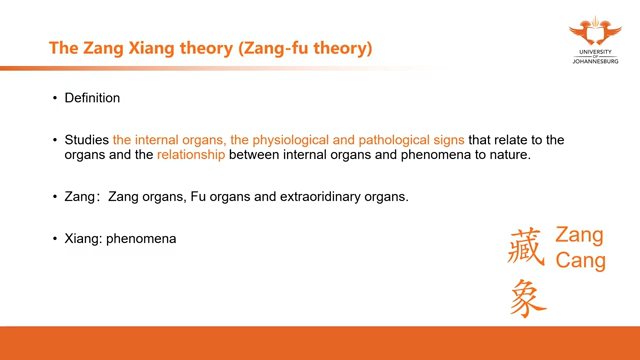 The Zang Xiang theory (Zang-fu theory)
UNIVERSITY
OF
JOHANNESBURG
• Definition
• Studies the internal organs, the physiological and pathological signs that relate to the
organs and the relationship between internal organs and phenomena to nature.
• Zang：Zang organs, Fu organs and extraoridinary organs.
• Xiang: phenomena
藏
Zang
Cang
象